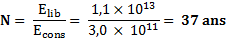 N = E_lib / E_cons = 1,1 × 10^13 / 3,0 × 10^11 = 37 ans